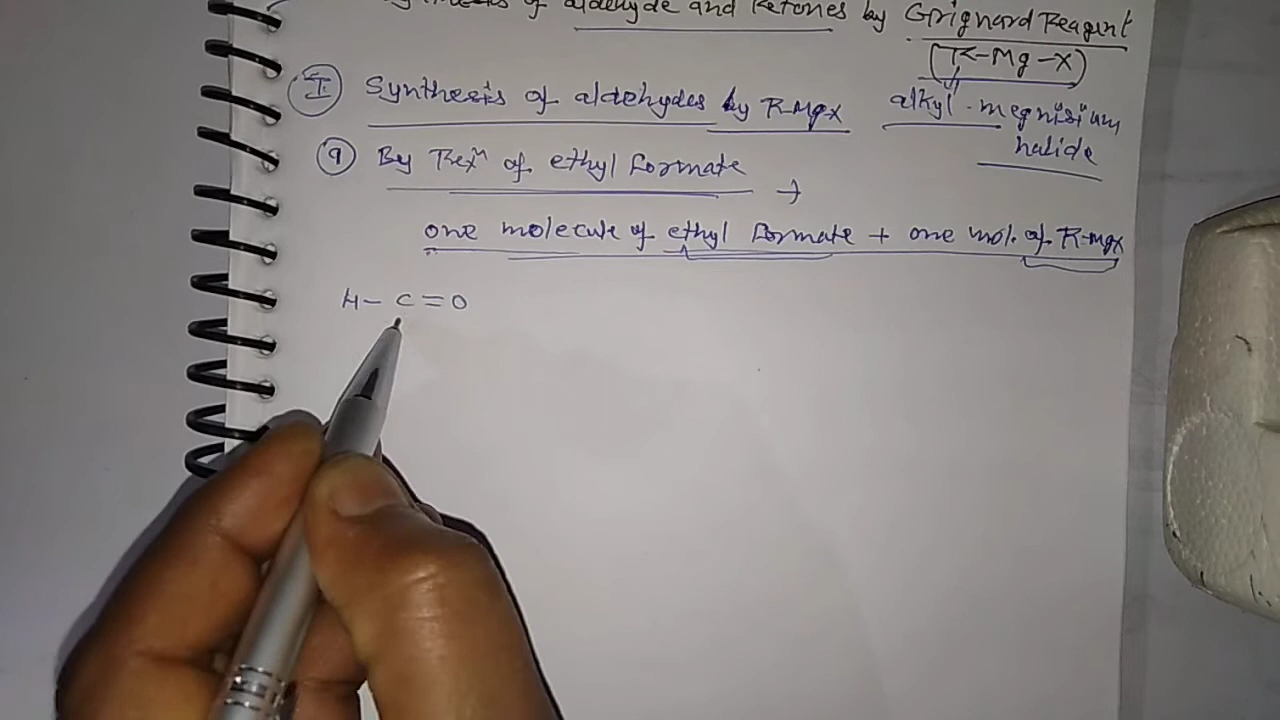 of aldehyde and Ketones by Grignard Reagent
(R-Mg-X)
I Synthesis of aldehydes by R-Mgx
alkyl-megnisium
halide
a By Rexn of ethyl formate →
one molecule of ethyl formate + one mol. of R-Mgx
H-C=O